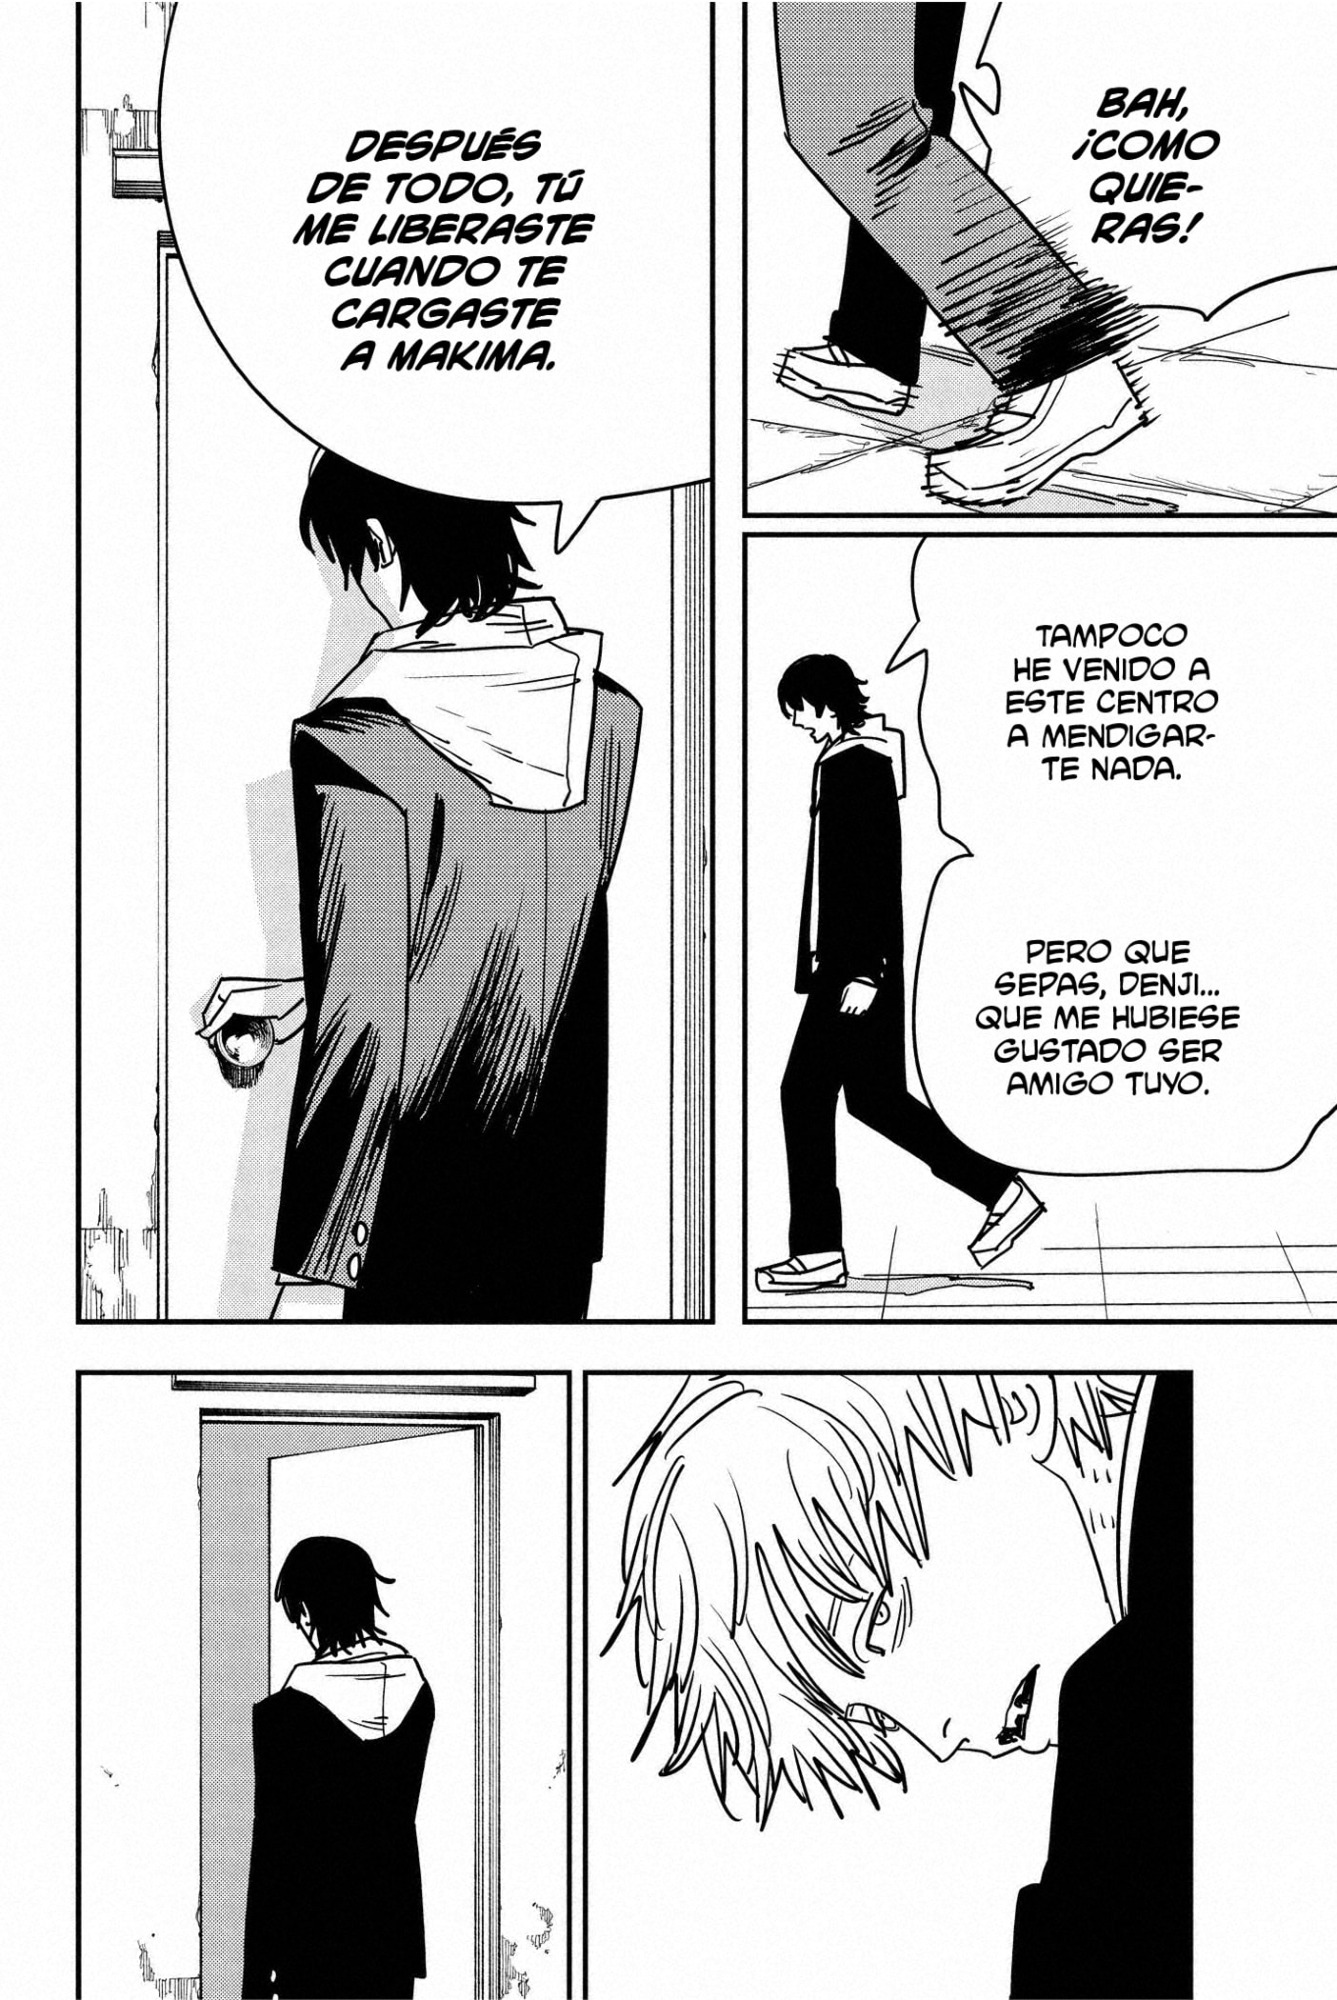 BAH,
¡COMO
QUIE-
RAS!
TAMPOCO
HE VENIDO A
ESTE CENTRO
A MENDIGAR-
TE NADA.
PERO QUE
SEPAS, DENJI...
QUE ME HUBIESE
GUSTADO SER
AMIGO TUYO.
DESPUÉS
DE TODO, TÚ
ME LIBERASTE
CUANDO TE
CARGASTE
A MAKIMA.